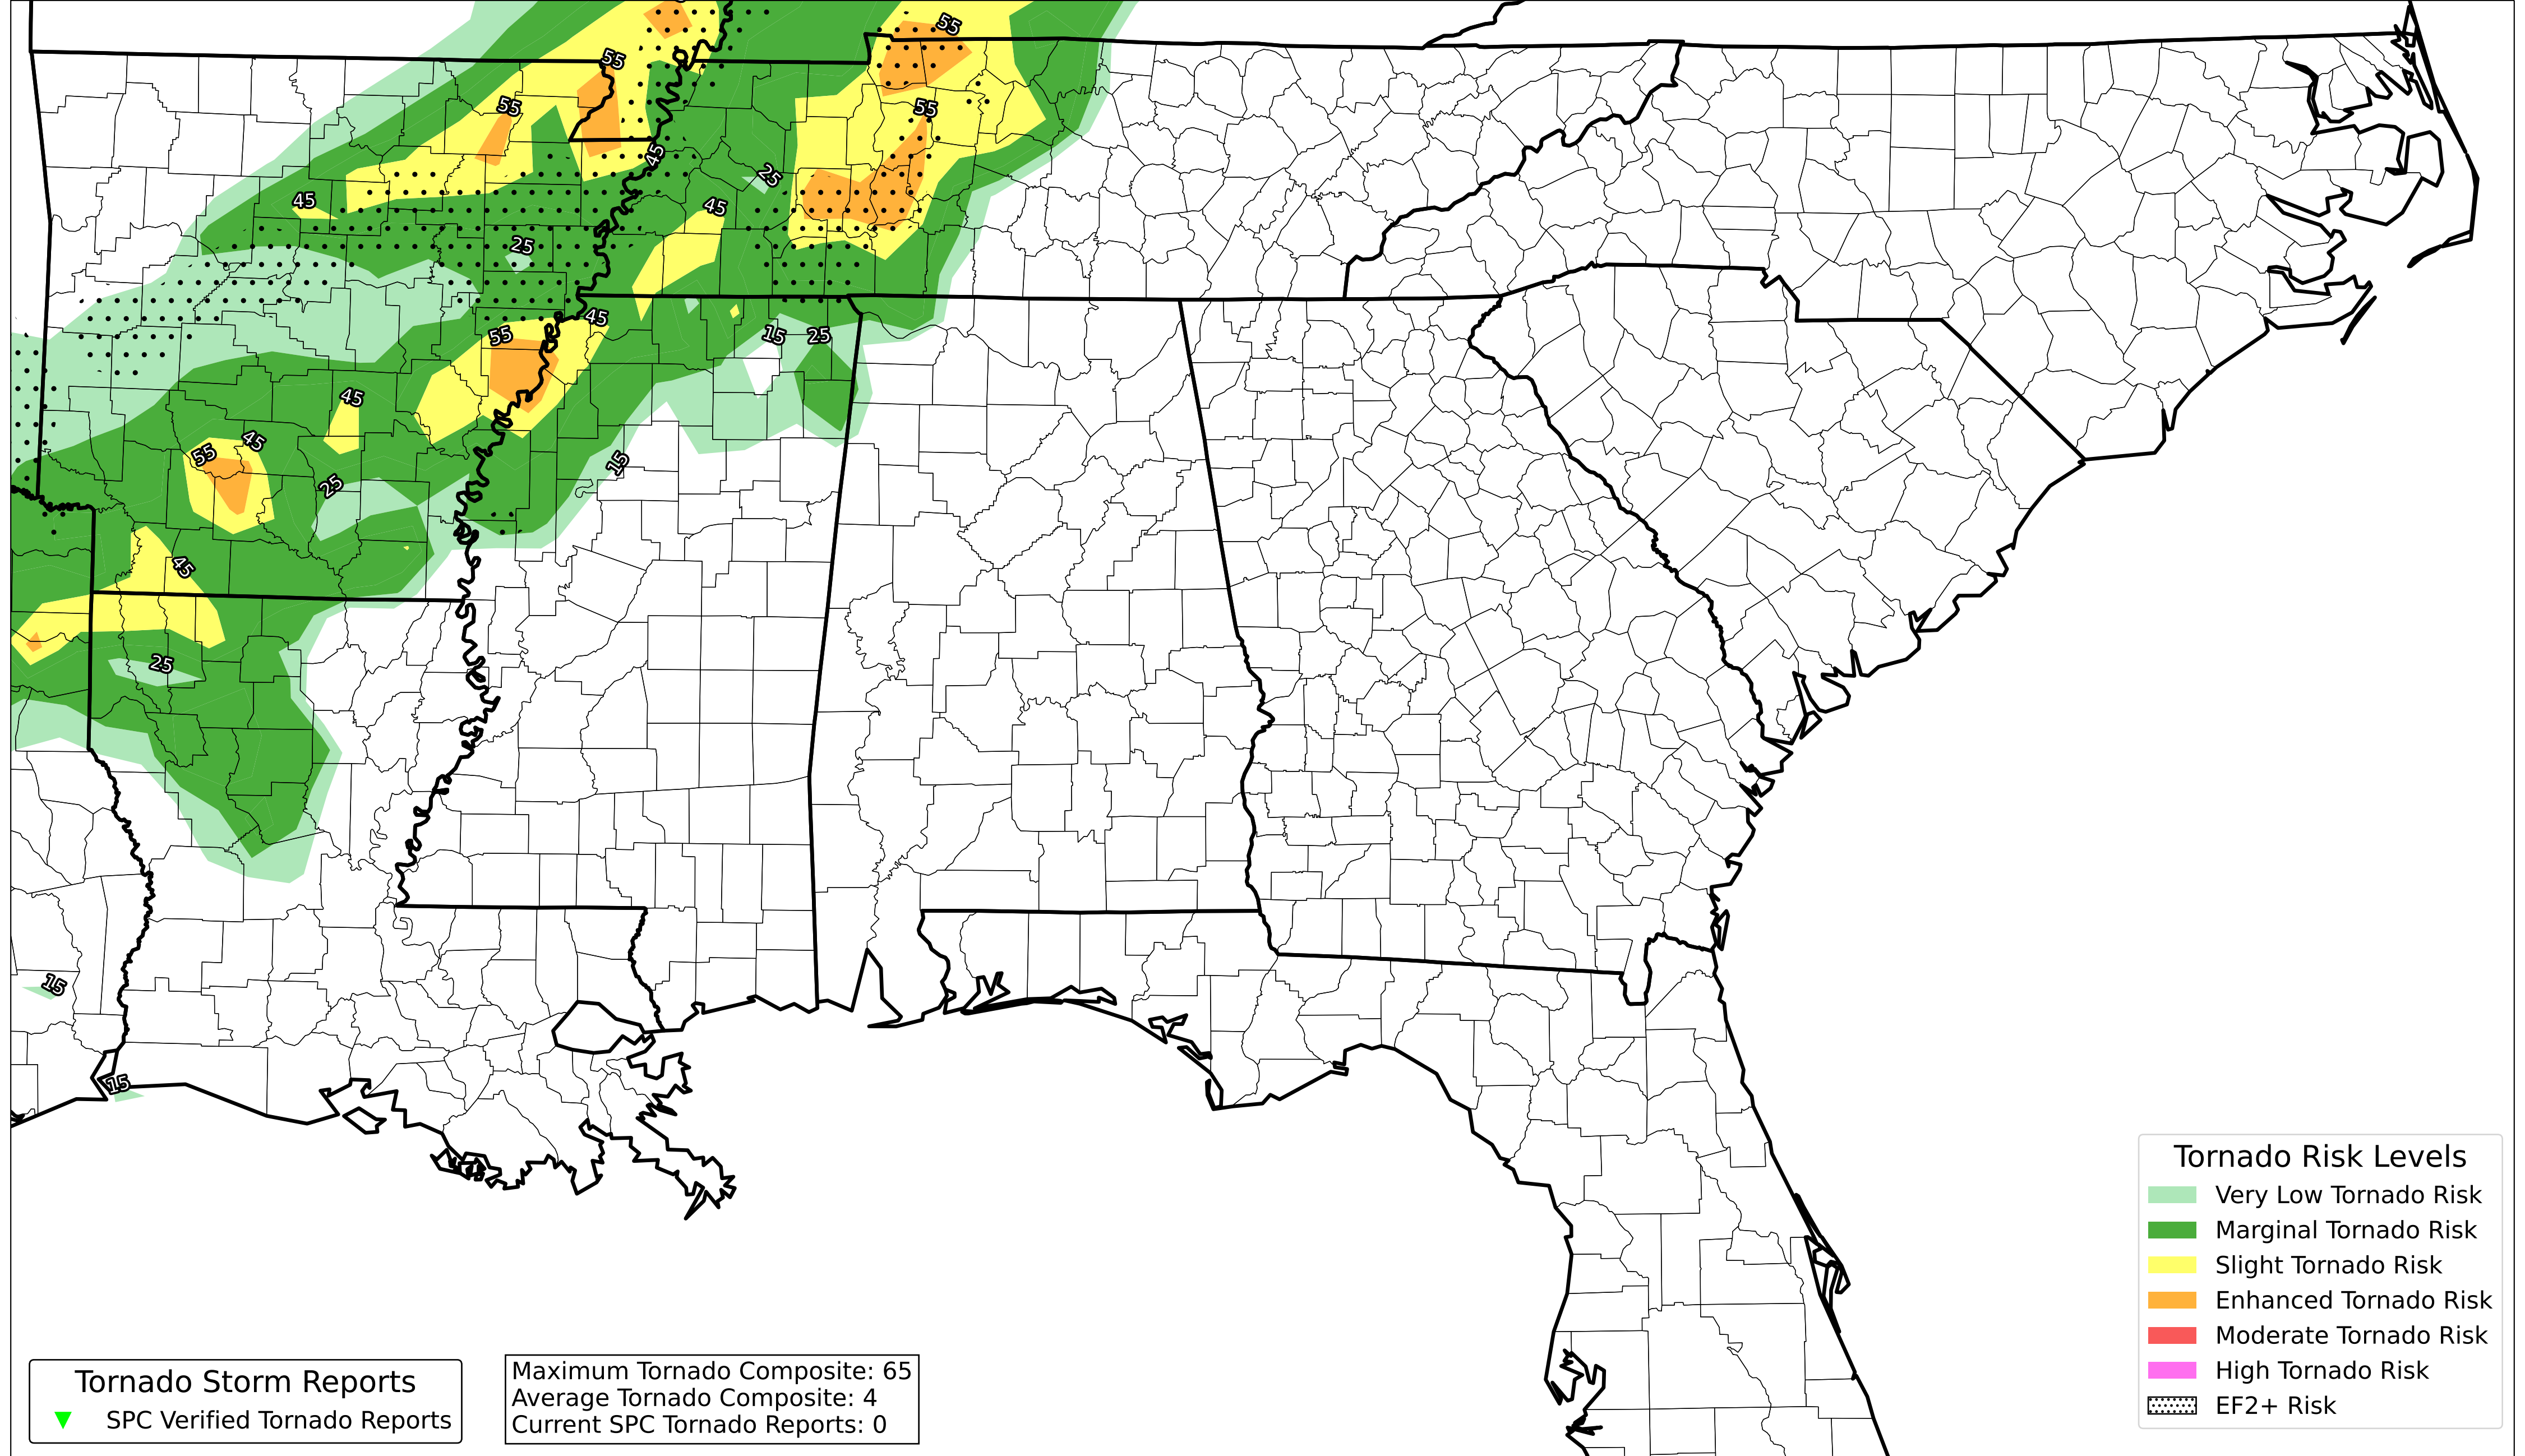 55
55
55
55
45
25
45
45
25
45
55
15
25
45
45
55
15
25
45
25
15
15
Tornado Risk Levels
Very Low Tornado Risk
Marginal Tornado Risk
Slight Tornado Risk
Enhanced Tornado Risk
Moderate Tornado Risk
High Tornado Risk
EF2+ Risk
Tornado Storm Reports
SPC Verified Tornado Reports
Maximum Tornado Composite: 65
Average Tornado Composite: 4
Current SPC Tornado Reports: 0